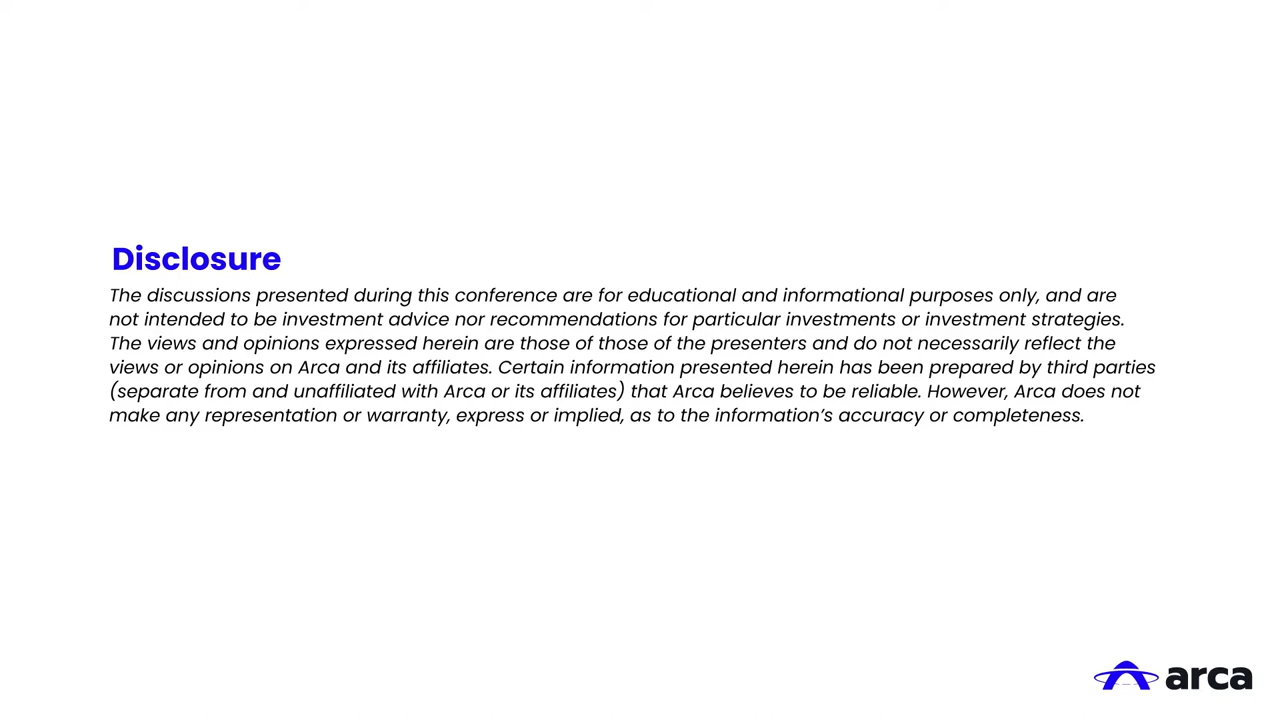 Disclosure
The discussions presented during this conference are for educational and informational purposes only, and are
not intended to be investment advice nor recommendations for particular investments or investment strategies.
The views and opinions expressed herein are those of those of the presenters and do not necessarily reflect the
views or opinions on Arca and its affiliates. Certain information presented herein has been prepared by third parties
(separate from and unaffiliated with Arca or its affiliates) that Arca believes to be reliable. However, Arca does not
make any representation or warranty, express or implied, as to the information’s accuracy or completeness.
arca